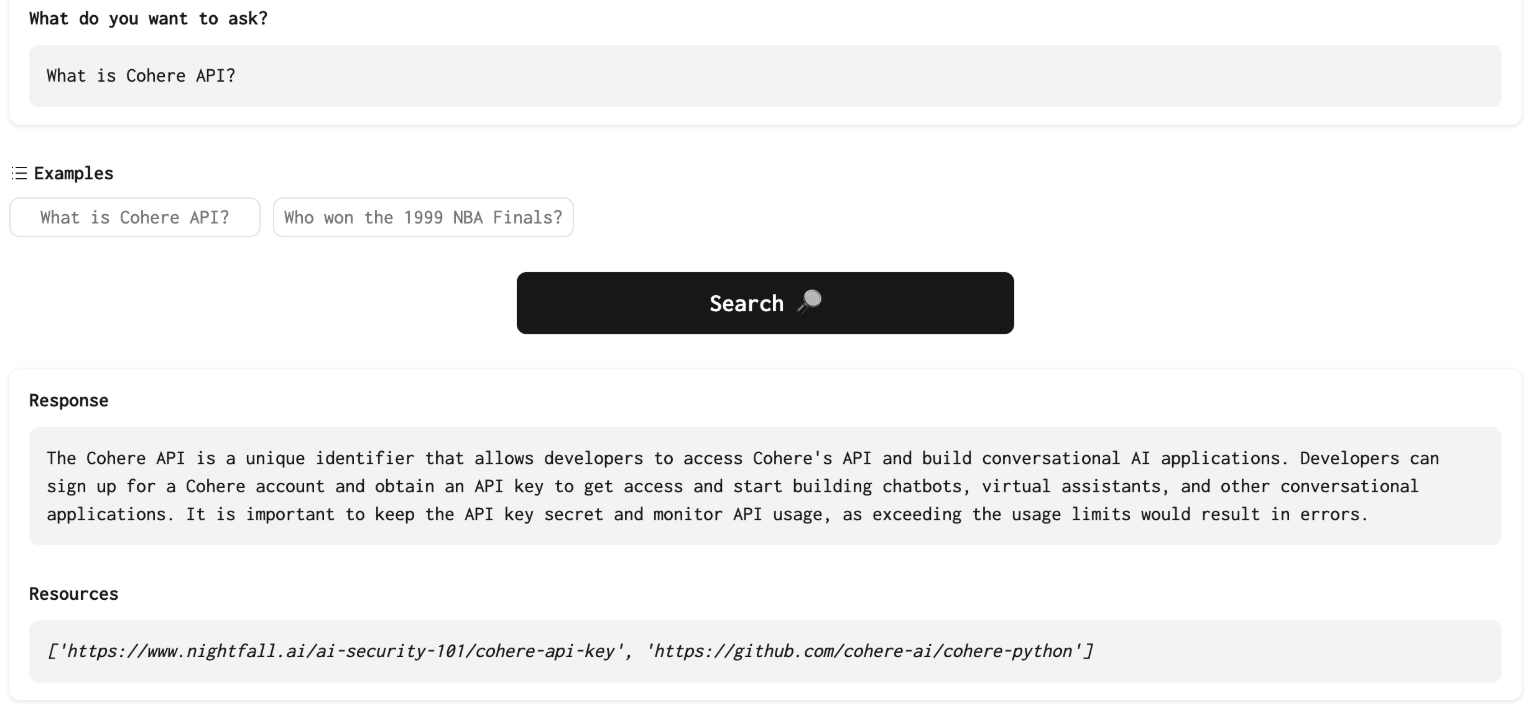 What do you want to ask?
What is Cohere API?
Examples
What is Cohere API?
Who won the 1999 NBA Finals?
Search
Response
The Cohere API is a unique identifier that allows developers to access Cohere's API and build conversational AI applications. Developers can
sign up for a Cohere account and obtain an API key to get access and start building chatbots, virtual assistants, and other conversational
applications. It is important to keep the API key secret and monitor API usage, as exceeding the usage limits would result in errors.
Resources
['https://www.nightfall.ai/ai-security-101/cohere-api-key', 'https://github.com/cohere-ai/cohere-python']